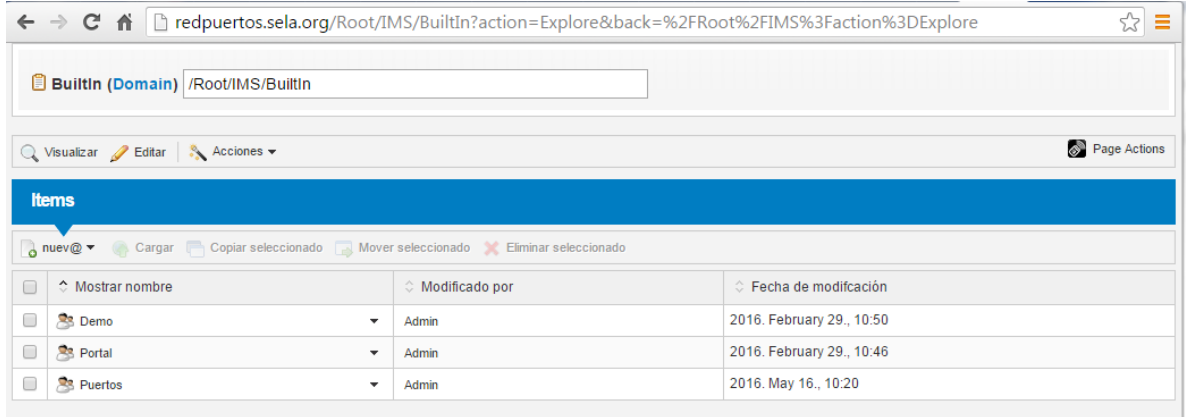 redpuertos.sela.org/Root/IMS/BuiltIn?action=Explore&back=%2FRoot%2FIMS%3Faction%3DExplore
BuiltIn (Domain) /Root/IMS/BuiltIn
Visualizar Editar Acciones Page Actions
Items
nuev@ Cargar Copiar seleccionado Mover seleccionado Eliminar seleccionado
Mostrar nombre Modificado por Fecha de modifcación
Demo Admin 2016. February 29., 10:50
Portal Admin 2016. February 29., 10:46
Puertos Admin 2016. May 16., 10:20